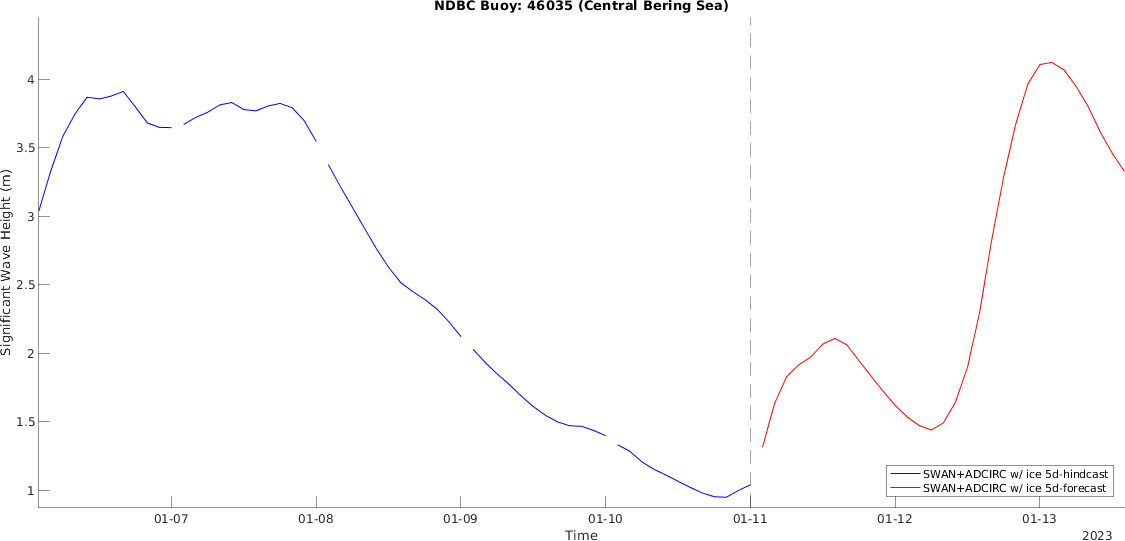 NDBC Buoy: 46035 (Central Bering Sea)
4
3.5
3
2.5
2
1.5
1
Significant Wave Height (m)
SWAN+ADCIRC w/ ice 5d-hindcast
SWAN+ADCIRC w/ ice 5d-forecast
01-07 01-08 01-09 01-10 01-11 01-12 01-13
Time
2023